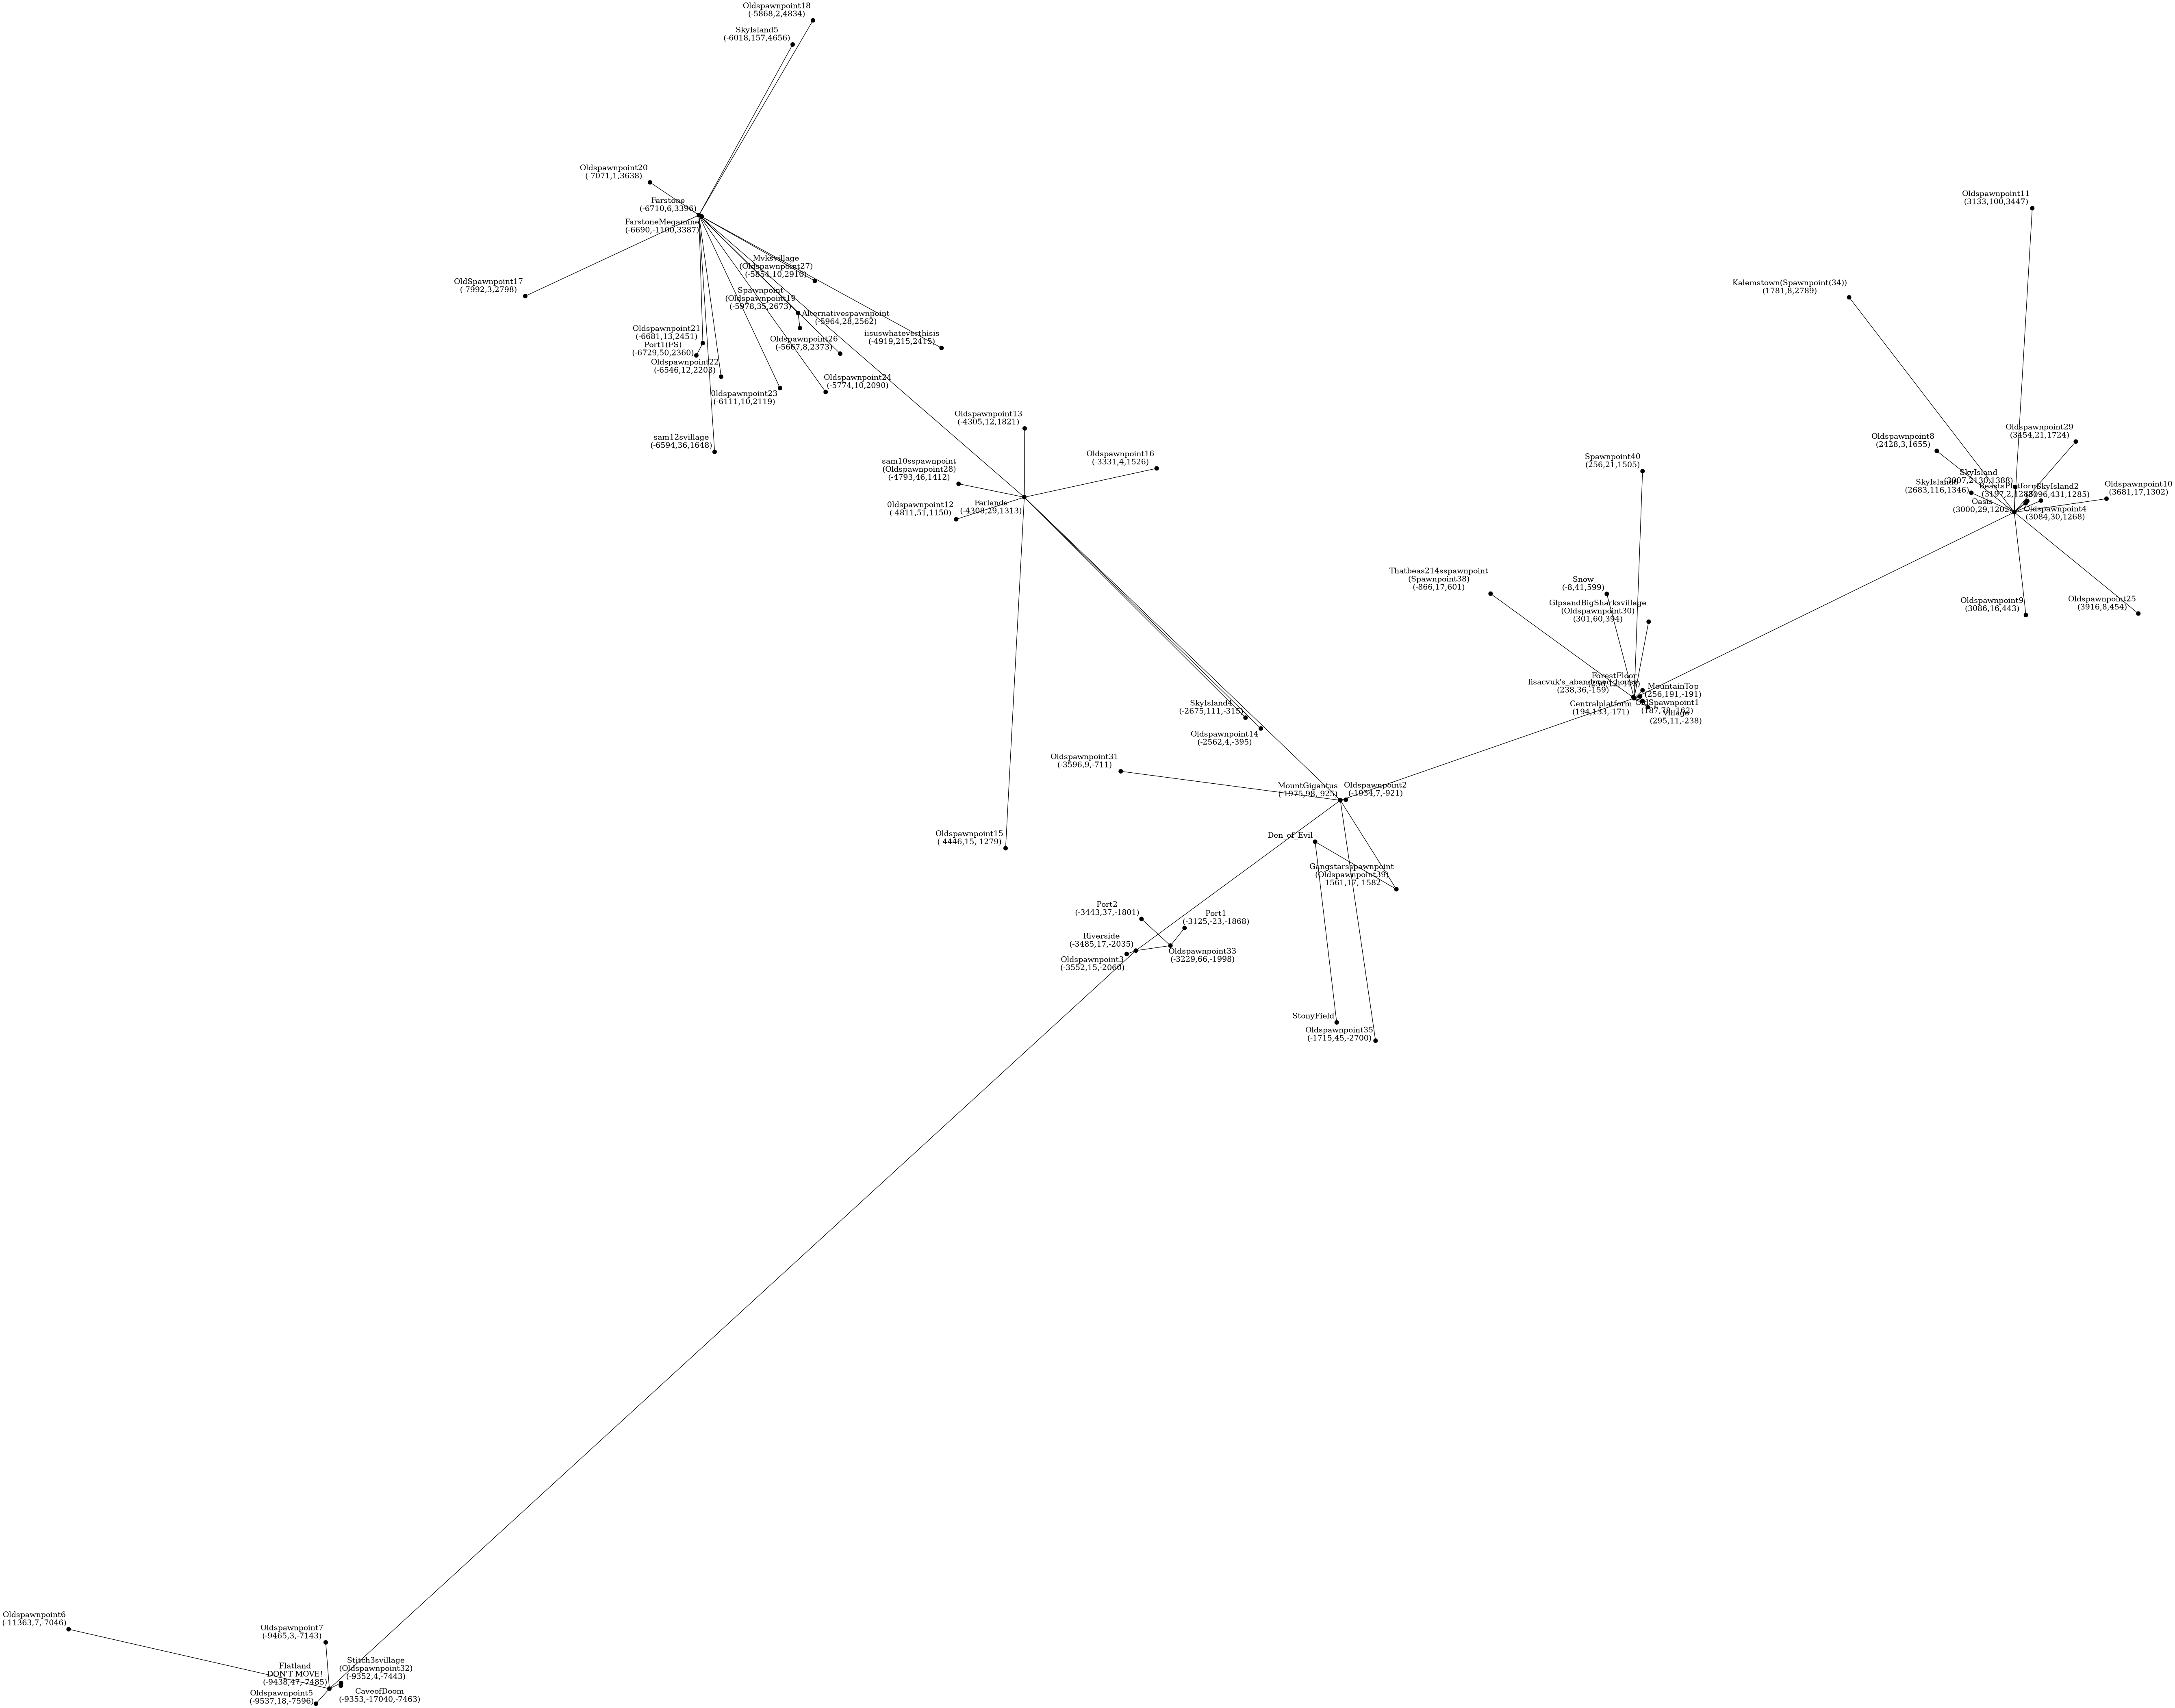 Oldspawnpoint18
(-5868,2,4834)
SkyIsland5
(-6018,157,4656)
Oldspawnpoint20
(-7071,1,3638)
Farstone
(-6710,6,3396)
FarstoneMegamine
(-6690,-1100,3387)
Oldspawnpoint11
(3133,100,3447)
Mvksvillage
(Oldspawnpoint27)
(-5854,10,2916)
OldSpawnpoint17
(-7992,3,2798)
Kalemstown(Spawnpoint(34))
(1781,8,2789)
Spawnpoint
(Oldspawnpoint19
(-5978,35,2673)
Alternativespawnpoint
(-5964,28,2562)
Oldspawnpoint21
(-6681,13,2451)
Port1(FS)
(-6729,50,2360)
Oldspawnpoint26
(-5667,8,2373)
iisuswhateverthisis
(-4919,215,2415)
Oldspawnpoint22
(-6546,12,2203)
0ldspawnpoint23
(-6111,10,2119)
Oldspawnpoint24
(-5774,10,2090)
sam12svillage
(-6594,36,1648)
Oldspawnpoint13
(-4305,12,1821)
sam10sspawnpoint
(Oldspawnpoint28)
(-4793,46,1412)
Oldspawnpoint16
(-3331,4,1526)
0ldspawnpoint12
(-4811,51,1150)
Farlands
(-4308,29,1313)
Spawnpoint40
(256,21,1505)
Oldspawnpoint8
(2428,3,1655)
Oldspawnpoint29
(3454,21,1724)
SkyIsland
(3007,2130,1388)
SkyIsland6
(2683,116,1346)
BeastsPlatform
(3197,2,1288)
SkyIsland2
(3096,431,1285)
Oldspawnpoint10
(3681,17,1302)
Oasis
(3000,29,1202)
Oldspawnpoint4
(3084,30,1268)
Thatbeas214sspawnpoint
(Spawnpoint38)
(-866,17,601)
Snow
(-8,41,599)
GlpsandBigSharksvillage
(Oldspawnpoint30)
(301,60,394)
Oldspawnpoint9
(3086,16,443)
Oldspawnpoint25
(3916,8,454)
ForestFloor
lisacvuk's_abandoned_house
(238,36,-159)
MountainTop
(256,191,-191)
Centralplatform
(194,133,-171)
OldSpawnpoint1
(187,78,-162)
Village
(295,11,-238)
SkyIsland4
(-2675,111,-315)
Oldspawnpoint14
(-2562,4,-395)
Oldspawnpoint31
(-3596,9,-711)
MountGigantus
(-1975,98,-925)
Oldspawnpoint2
(-1934,7,-921)
Oldspawnpoint15
(-4446,15,-1279)
Den_of_Evil
Gangstarsspawnpoint
(Oldspawnpoint39)
-1561,17,-1582
Port2
(-3443,37,-1801)
Port1
(-3125,-23,-1868)
Riverside
(-3485,17,-2035)
Oldspawnpoint33
(-3229,66,-1998)
Oldspawnpoint3
(-3552,15,-2060)
StonyField
Oldspawnpoint35
(-1715,45,-2700)
Oldspawnpoint6
(-11363,7,-7046)
Oldspawnpoint7
(-9465,3,-7143)
Flatland
DON'T MOVE!
(-9438,47,-7485)
Stitch3svillage
(Oldspawnpoint32)
(-9352,4,-7443)
Oldspawnpoint5
(-9537,18,-7596)
CaveofDoom
(-9353,-17040,-7463)